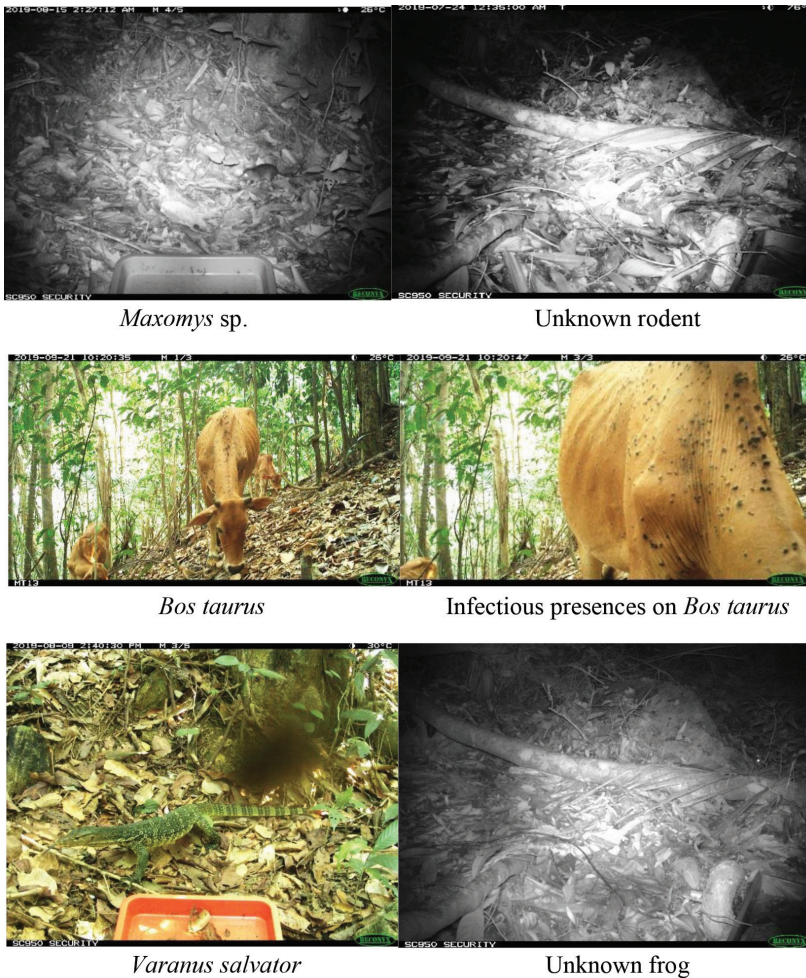 2019-08-15 2:27:12 AM M 4/5 26°C
2019-07-24 12:35:00 AM T
SC950 SECURITY RECONYX
SC950 SECURITY RECONYX
Maxomys sp.
Unknown rodent
2019-09-21 10:20:35 M 1/3 26°C
2019-09-21 10:20:47 M 3/3 26°C
MT13 RECONYX
MT13 RECONYX
Bos taurus
Infectious presences on Bos taurus
2019-08-09 2:40:30 PM M 3/5 30°C
SC950 SECURITY RECONYX
SC950 SECURITY RECONYX
Varanus salvator
Unknown frog